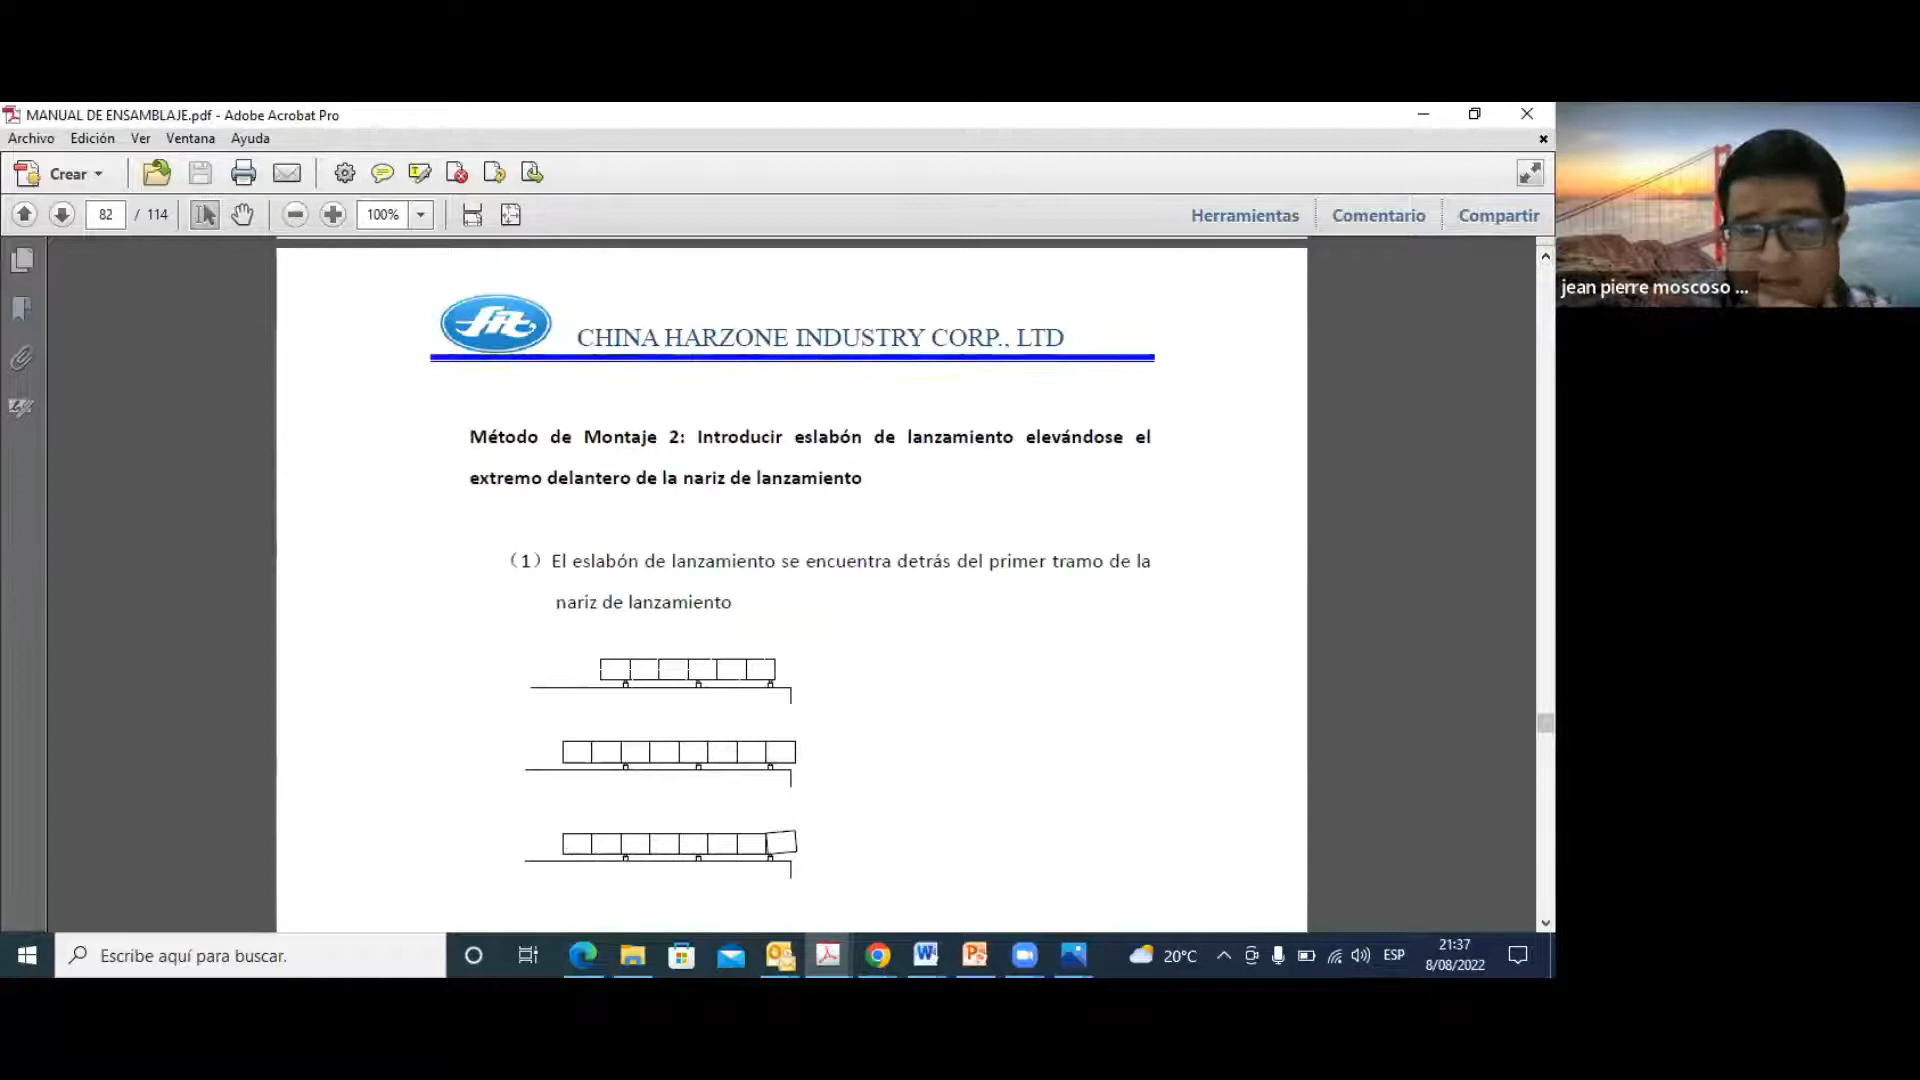 MANUAL DE ENSAMBLAJE.pdf - Adobe Acrobat Pro
Archivo Edición Ver Ventana Ayuda
Crear
82 / 114 100% Herramientas Comentario Compartir
jean pierre moscoso ...
CHINA HARZONE INDUSTRY CORP., LTD
Método de Montaje 2: Introducir eslabón de lanzamiento elevándose el
extremo delantero de la nariz de lanzamiento
（1）El eslabón de lanzamiento se encuentra detrás del primer tramo de la
nariz de lanzamiento
Escribe aquí para buscar.
20°C ESP
21:37
8/08/2022